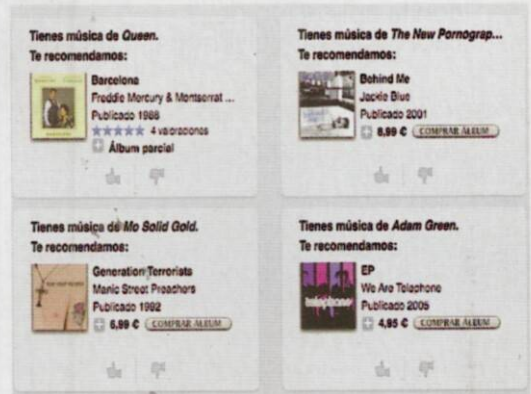 Tienes música de Queen.
Te recomendamos:
Barcelona
Freddie Mercury & Montserrat ...
Publicado 1988
4 valoraciones
Álbum parcial
Tienes música de The New Pornograp...
Te recomendamos:
Behind Me
Jackie Blue
Publicado 2001
8,99 € COMPRAR ÁLBUM
Tienes música de Mo Solid Gold.
Te recomendamos:
Generation Terrorists
Manic Street Preachers
Publicado 1992
6,99 € COMPRAR ÁLBUM
Tienes música de Adam Green.
Te recomendamos:
EP
We Are Telephone
Publicado 2005
telephone
4,95 € COMPRAR ÁLBUM